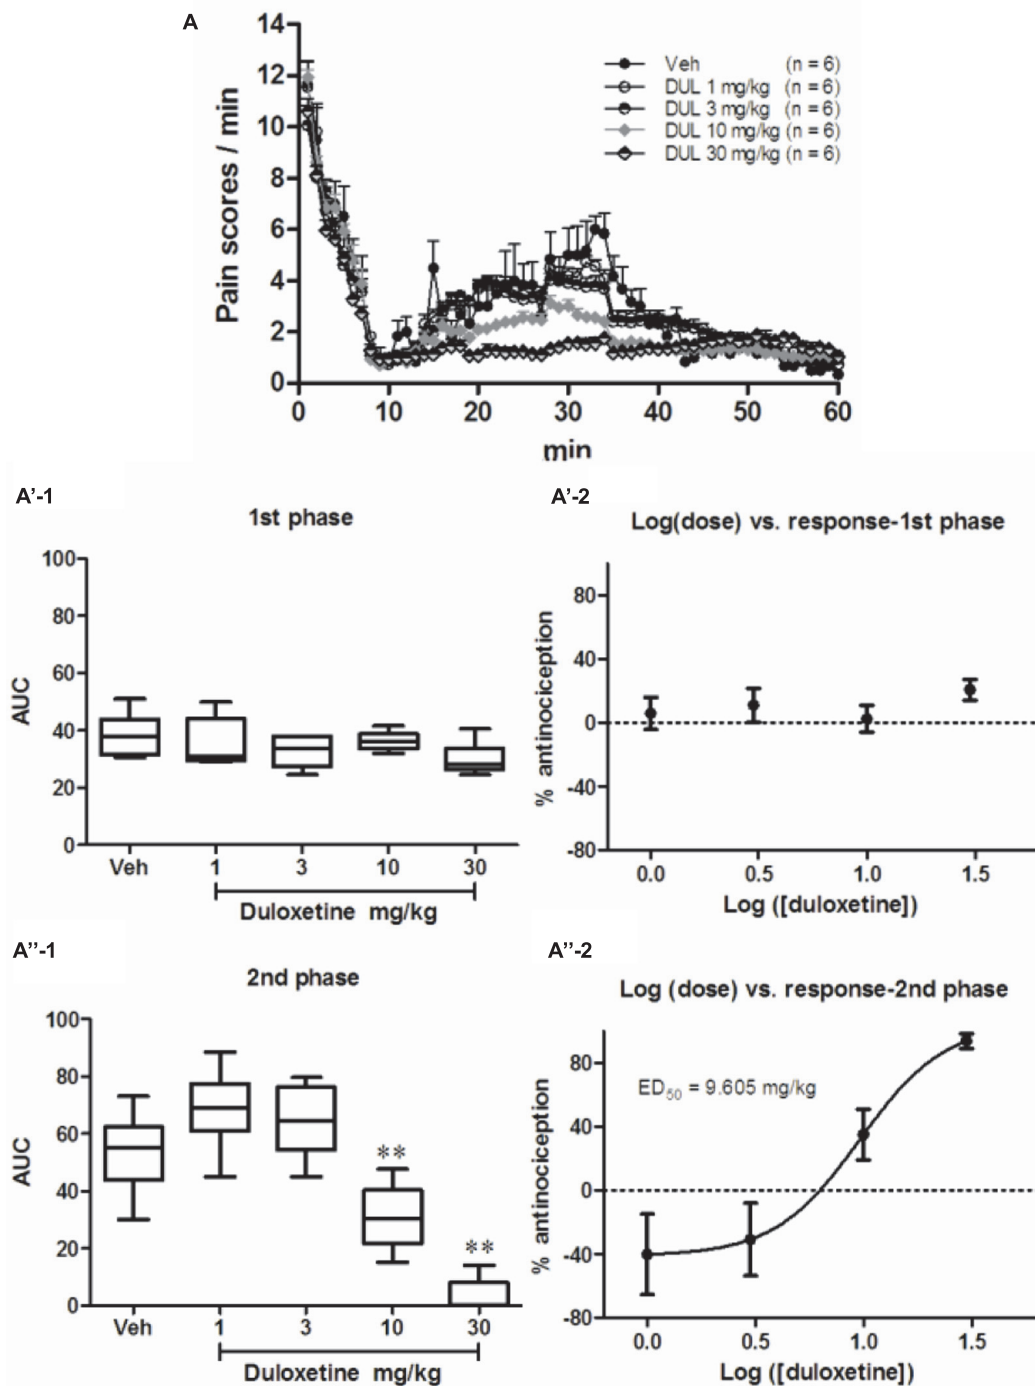 A
14
12
10
8
6
4
2
0
Pain scores / min
Veh (n = 6)
DUL 1 mg/kg (n = 6)
DUL 3 mg/kg (n = 6)
DUL 10 mg/kg (n = 6)
DUL 30 mg/kg (n = 6)
0 10 20 30 40 50 60
min
A'-1
1st phase
100
80
60
40
20
0
AUC
Veh 1 3 10 30
Duloxetine mg/kg
A'-2
Log(dose) vs. response-1st phase
80
40
0
-40
-80
% antinociception
0.0 0.5 1.0 1.5
Log ([duloxetine])
A''-1
2nd phase
100
80
60
40
20
0
AUC
**
**
Veh 1 3 10 30
Duloxetine mg/kg
A''-2
Log (dose) vs. response-2nd phase
80
40
0
-40
-80
% antinociception
ED50 = 9.605 mg/kg
0.0 0.5 1.0 1.5
Log ([duloxetine])